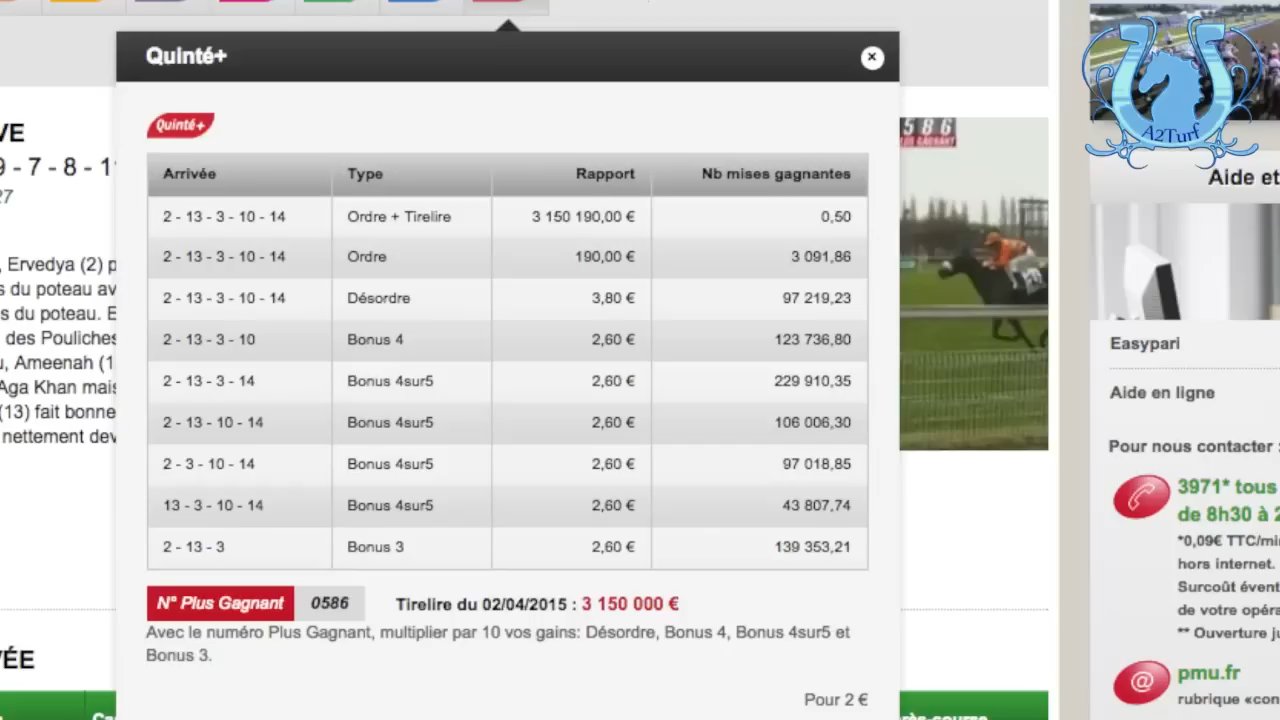 Quinté+
VE
9 - 7 - 8 - 1
27
, Ervedya (2) p
s du poteau av
s du poteau. E
des Pouliches
u, Ameenah (1
Aga Khan mais
(13) fait bonne
nettement dev
VÉE
Quinté+
Arrivée Type Rapport Nb mises gagnantes
2 - 13 - 3 - 10 - 14 Ordre + Tirelire 3 150 190,00 € 0,50
2 - 13 - 3 - 10 - 14 Ordre 190,00 € 3 091,86
2 - 13 - 3 - 10 - 14 Désordre 3,80 € 97 219,23
2 - 13 - 3 - 10 Bonus 4 2,60 € 123 736,80
2 - 13 - 3 - 14 Bonus 4sur5 2,60 € 229 910,35
2 - 13 - 10 - 14 Bonus 4sur5 2,60 € 106 006,30
2 - 3 - 10 - 14 Bonus 4sur5 2,60 € 97 018,85
13 - 3 - 10 - 14 Bonus 4sur5 2,60 € 43 807,74
2 - 13 - 3 Bonus 3 2,60 € 139 353,21
N° Plus Gagnant 0586 Tirelire du 02/04/2015 : 3 150 000 €
Avec le numéro Plus Gagnant, multiplier par 10 vos gains: Désordre, Bonus 4, Bonus 4sur5 et
Bonus 3.
Pour 2 €
5 8 6
GAGNANT
A2Turf
Aide et
Easypari
Aide en ligne
Pour nous contacter :
3971* tous
de 8h30 à 2
*0,09€ TTC/mi
hors internet.
Surcoût évent
de votre opéra
** Ouverture ju
@ pmu.fr
rubrique «con